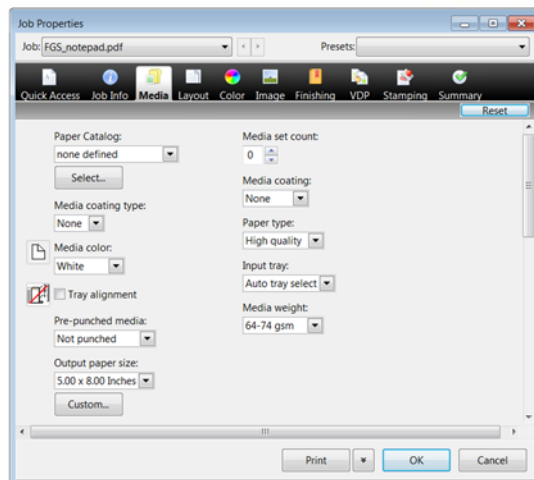 Job Properties
Job: FGS_notepad.pdf Presets:
Quick Access Job Info Media Layout Color Image Finishing VDP Stamping Summary
Reset
Paper Catalog:
none defined
Select...
Media coating type:
None
Media color:
White
Tray alignment
Pre-punched media:
Not punched
Output paper size:
5.00 x 8.00 Inches
Custom...
Media set count:
0
Media coating:
None
Paper type:
High quality
Input tray:
Auto tray select
Media weight:
64-74 gsm
Print OK Cancel